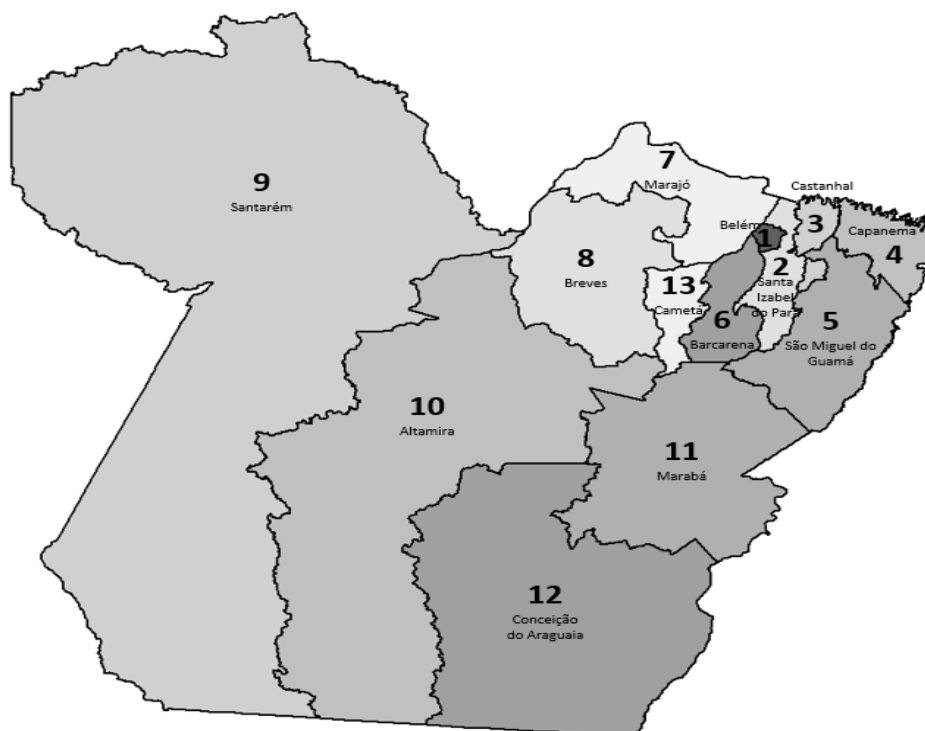 7
Marajó
Castanhal
9
Santarém
Belém
1
3
Capanema
4
8
Breves
2
Santa
Izabel
do Pará
13
Cametá
6
Barcarena
5
São Miguel do
Guamá
10
Altamira
11
Marabá
12
Conceição
do Araguaia